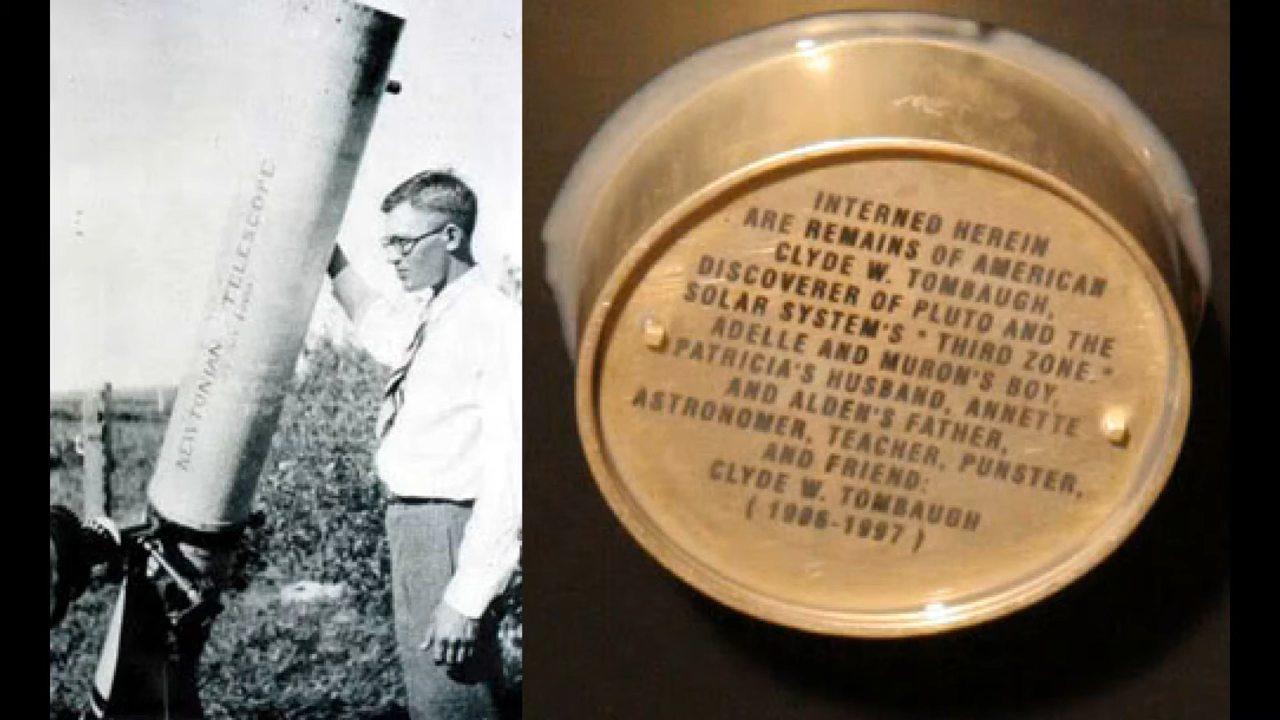 NEWTONIAN TELESCOPE
INTERNED HEREIN
ARE REMAINS OF AMERICAN
CLYDE W. TOMBAUGH,
DISCOVERER OF PLUTO AND THE
SOLAR SYSTEM'S "THIRD ZONE."
ADELLE AND MURON'S BOY,
PATRICIA'S HUSBAND, ANNETTE
AND ALDEN'S FATHER,
ASTRONOMER, TEACHER, PUNSTER,
AND FRIEND:
CLYDE W. TOMBAUGH
(1906-1997)